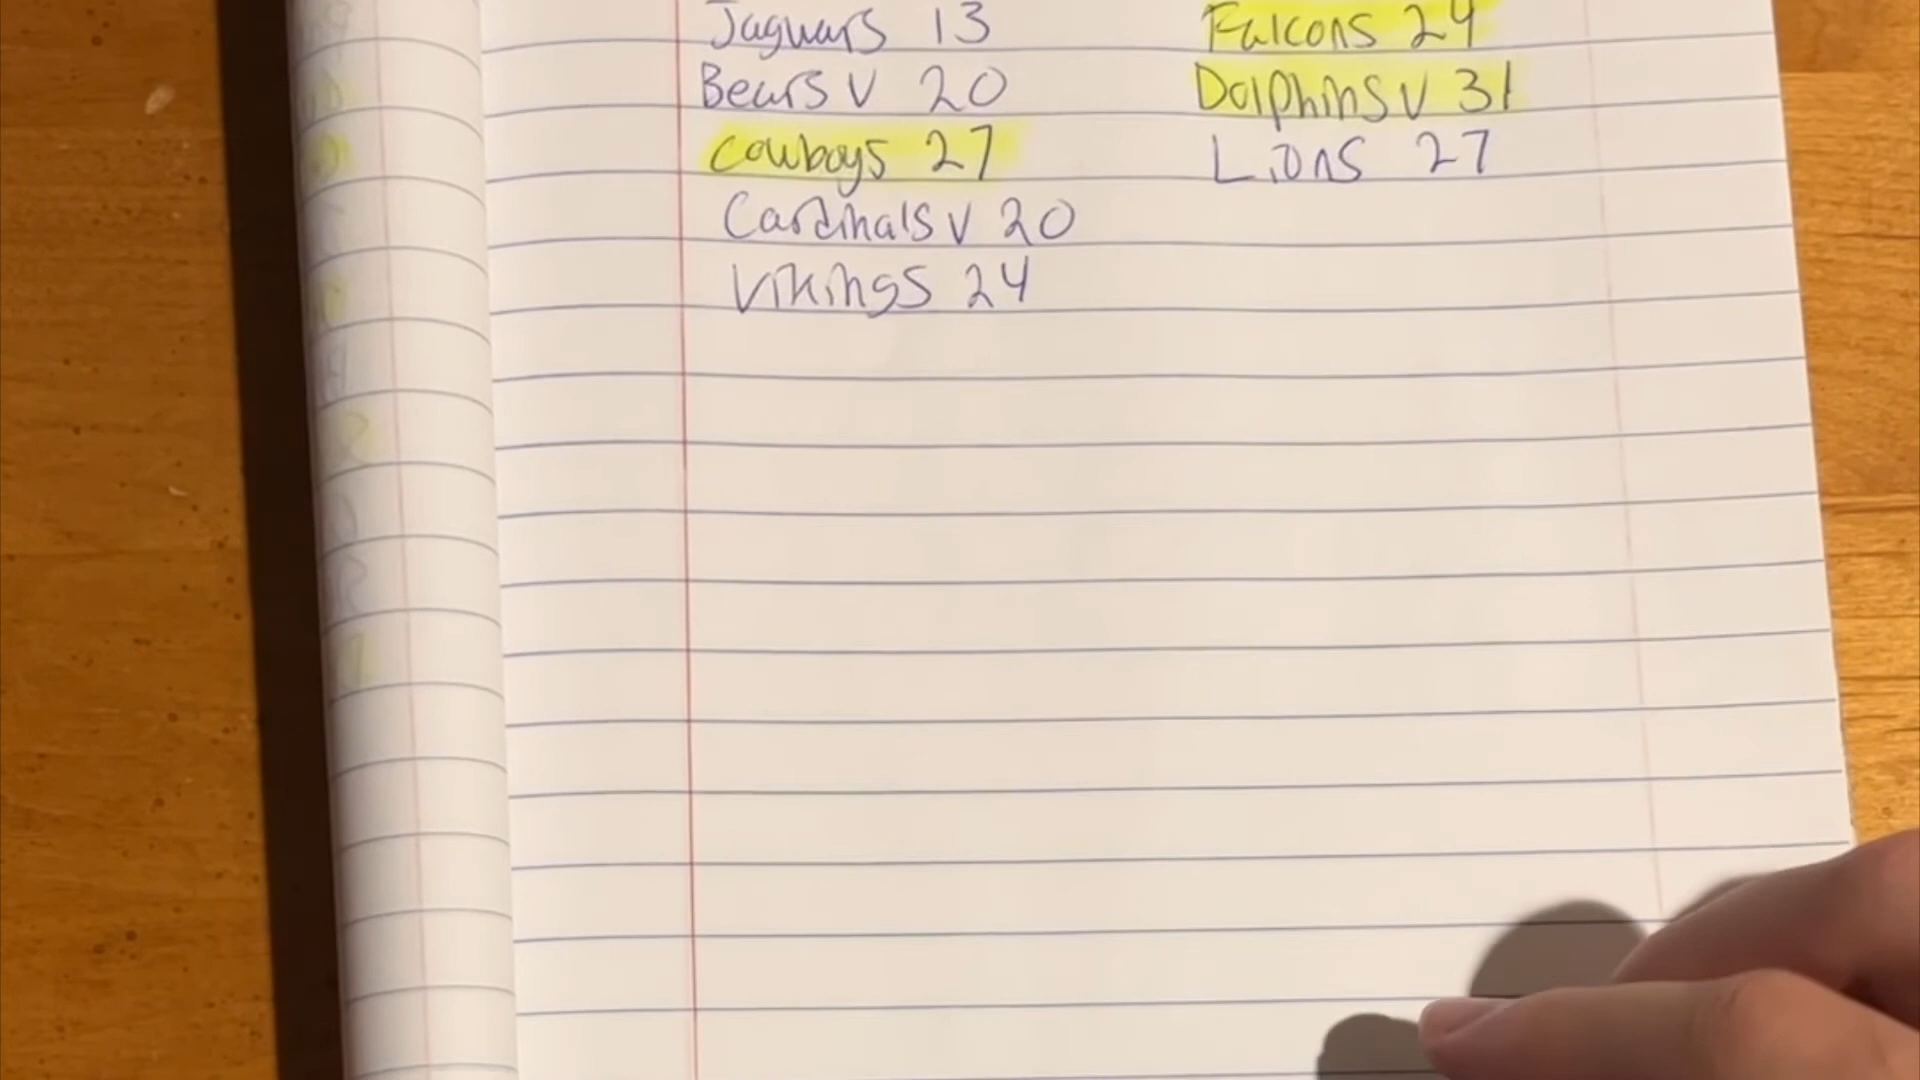 Jaguars 13
Bears v 20
Cowboys 27
Cardinals v 20
Vikings 24
Falcons 24
Dolphins v 31
Lions 27